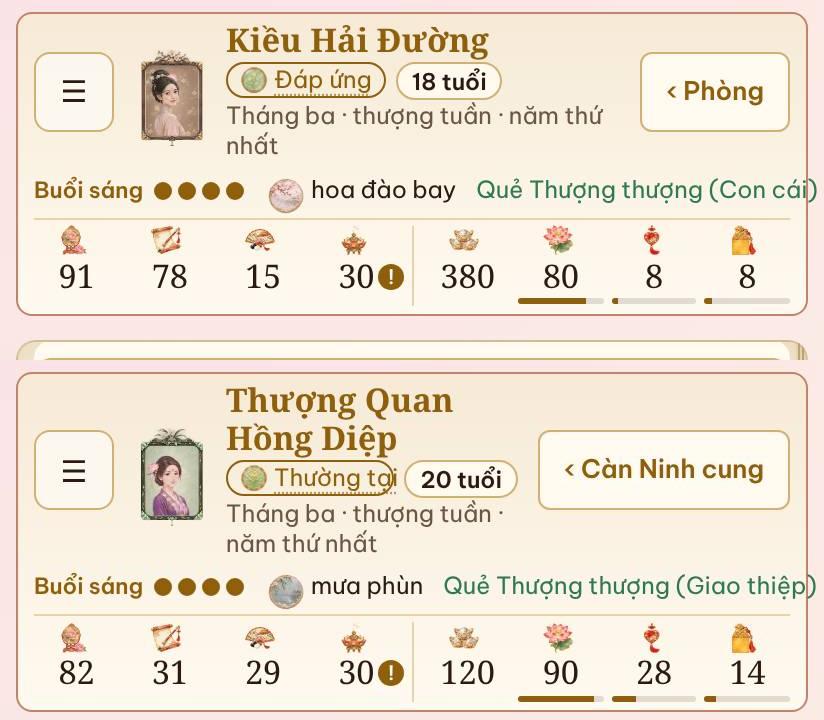 Kiều Hải Đường
Đáp ứng 18 tuổi
Tháng ba · thượng tuần · năm thứ
nhất
‹ Phòng
Buổi sáng hoa đào bay Quẻ Thượng thượng (Con cái)
91 78 15 30 ! 380 80 8 8
Thượng Quan
Hồng Diệp
Thường tại 20 tuổi
Tháng ba · thượng tuần ·
năm thứ nhất
‹ Càn Ninh cung
Buổi sáng mưa phùn Quẻ Thượng thượng (Giao thiệp)
82 31 29 30 ! 120 90 28 14